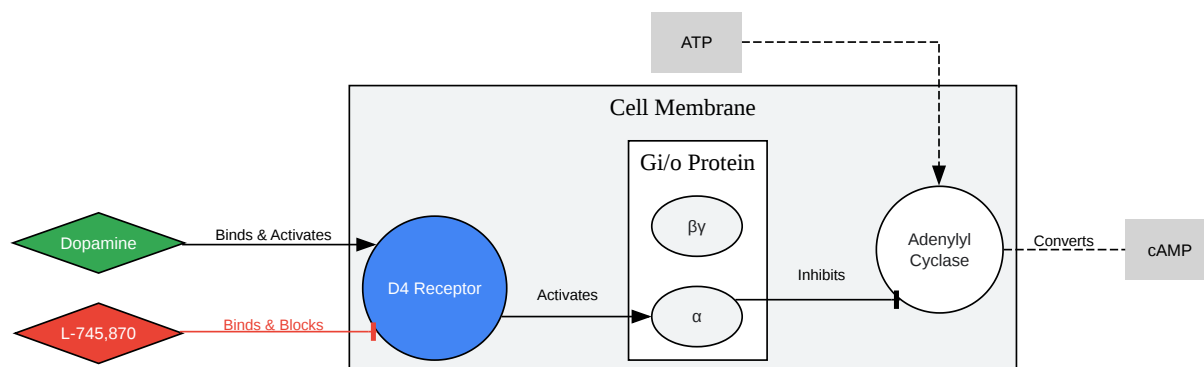 ATP
Cell Membrane
Gi/o Protein
βγ
Dopamine
Binds & Activates
Adenylyl
Cyclase
Converts
cAMP
D4 Receptor
Activates
Inhibits
α
L-745,870
Binds & Blocks